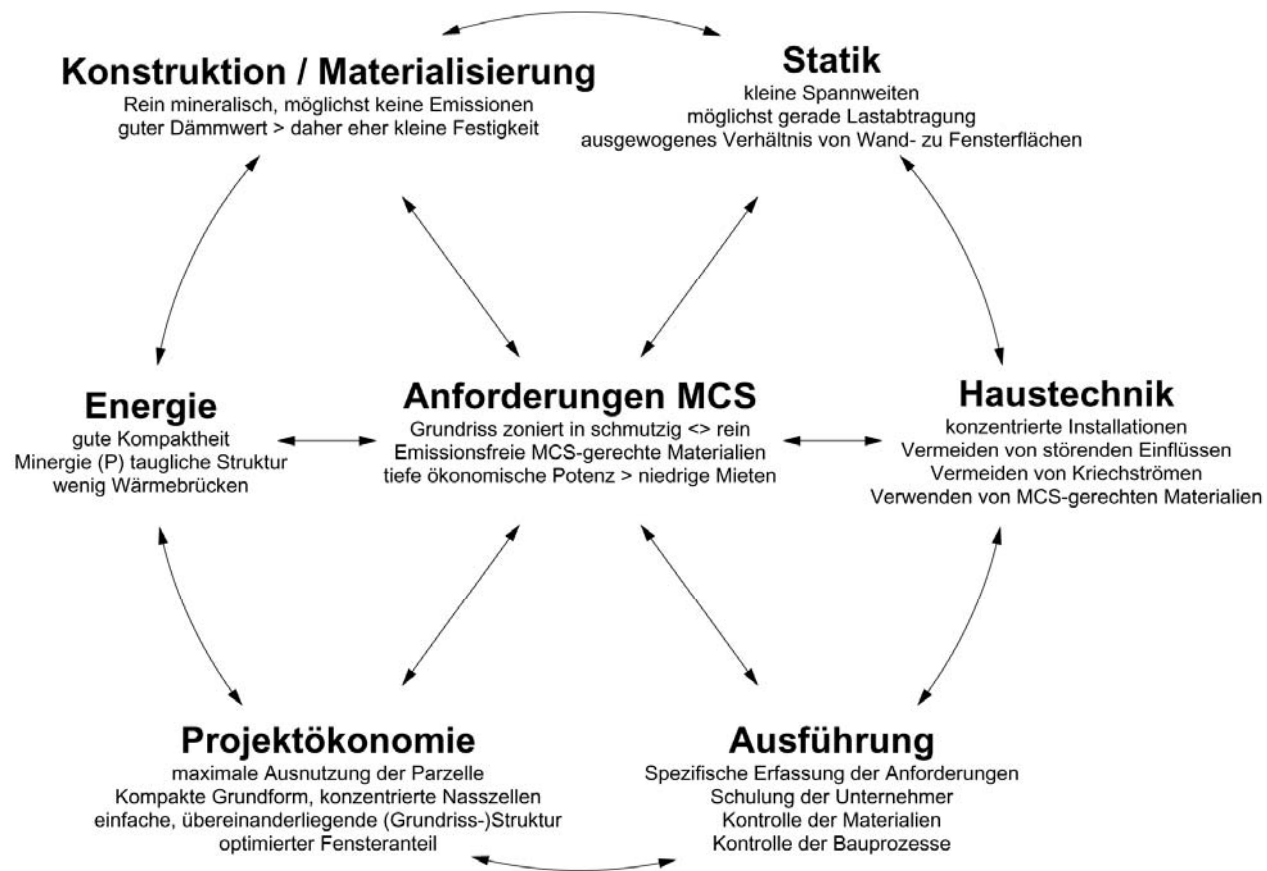 Konstruktion / Materialisierung
Rein mineralisch, möglichst keine Emissionen
guter Dämmwert > daher eher kleine Festigkeit
Statik
kleine Spannweiten
möglichst gerade Lastabtragung
ausgewogenes Verhältnis von Wand- zu Fensterflächen
Energie
gute Kompaktheit
Minergie (P) taugliche Struktur
wenig Wärmebrücken
Anforderungen MCS
Grundriss zoniert in schmutzig <> rein
Emissionsfreie MCS-gerechte Materialien
tiefe ökonomische Potenz > niedrige Mieten
Haustechnik
konzentrierte Installationen
Vermeiden von störenden Einflüssen
Vermeiden von Kriechströmen
Verwenden von MCS-gerechten Materialien
Projektökonomie
maximale Ausnutzung der Parzelle
Kompakte Grundform, konzentrierte Nasszellen
einfache, übereinanderliegende (Grundriss-)Struktur
optimierter Fensteranteil
Ausführung
Spezifische Erfassung der Anforderungen
Schulung der Unternehmer
Kontrolle der Materialien
Kontrolle der Bauprozesse